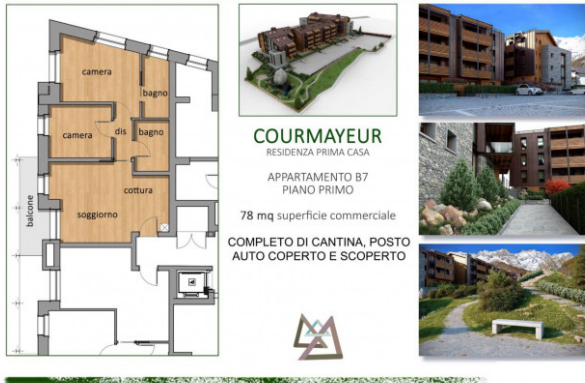 camera
bagno
camera
dis
bagno
cottura
soggiorno
balcone
COURMAYEUR
RESIDENZA PRIMA CASA
APPARTAMENTO B7
PIANO PRIMO
78 mq superficie commerciale
COMPLETO DI CANTINA, POSTO
AUTO COPERTO E SCOPERTO